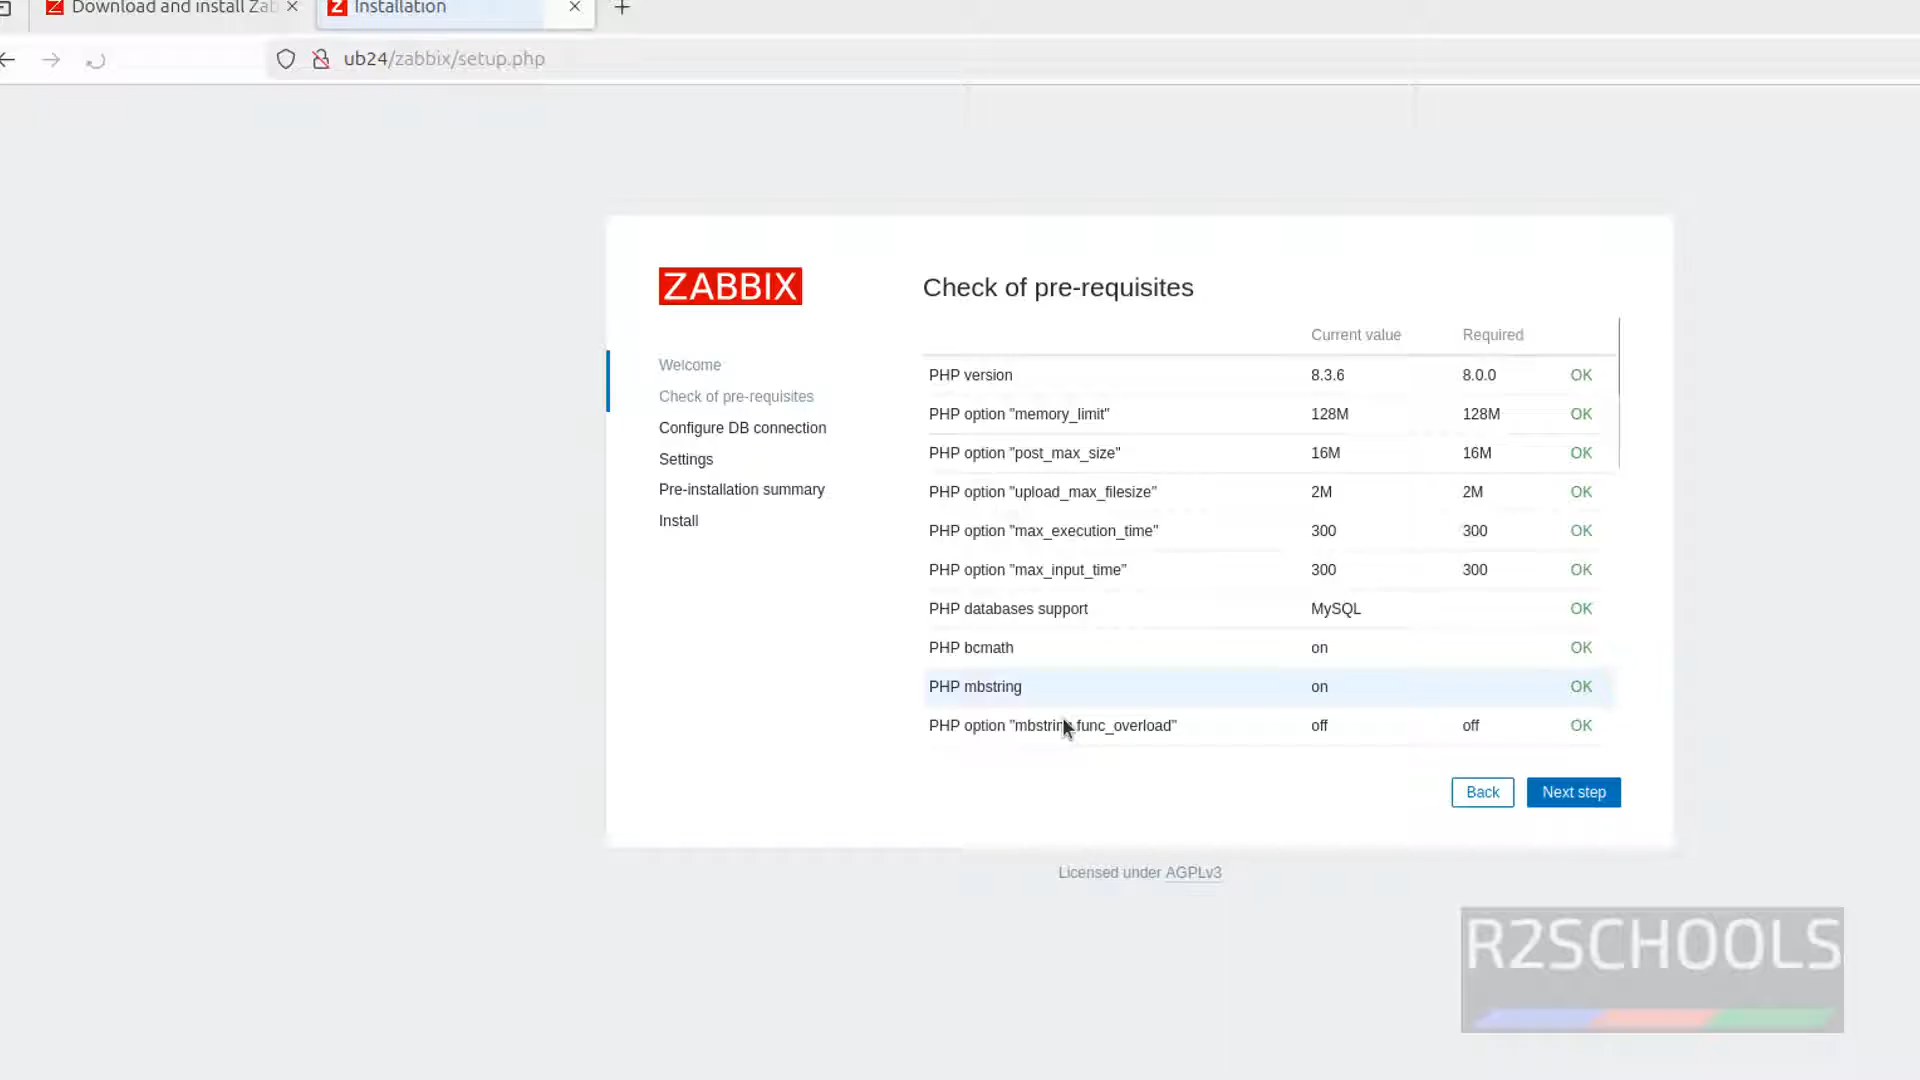 Download and install Zab
Installation
ub24/zabbix/setup.php
ZABBIX
Welcome
Check of pre-requisites
Configure DB connection
Settings
Pre-installation summary
Install
Check of pre-requisites
Current value Required
PHP version 8.3.6 8.0.0 OK
PHP option "memory_limit" 128M 128M OK
PHP option "post_max_size" 16M 16M OK
PHP option "upload_max_filesize" 2M 2M OK
PHP option "max_execution_time" 300 300 OK
PHP option "max_input_time" 300 300 OK
PHP databases support MySQL OK
PHP bcmath on OK
PHP mbstring on OK
PHP option "mbstring.func_overload" off off OK
Back Next step
Licensed under AGPLv3
R2SCHOOLS